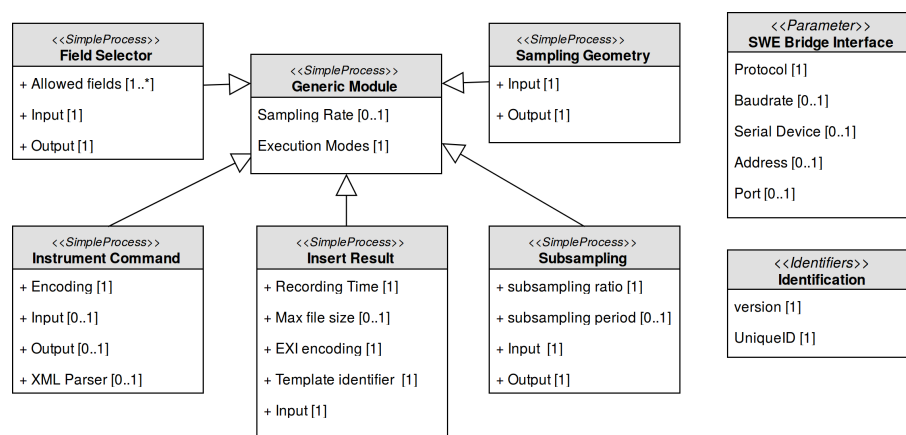 <<SimpleProcess>>
Field Selector
+ Allowed fields [1..*]
+ Input [1]
+ Output [1]
<<SimpleProcess>>
Generic Module
Sampling Rate [0..1]
Execution Modes [1]
<<SimpleProcess>>
Sampling Geometry
+ Input [1]
+ Output [1]
<<Parameter>>
SWE Bridge Interface
Protocol [1]
Baudrate [0..1]
Serial Device [0..1]
Address [0..1]
Port [0..1]
<<SimpleProcess>>
Instrument Command
+ Encoding [1]
+ Input [0..1]
+ Output [0..1]
+ XML Parser [0..1]
<<SimpleProcess>>
Insert Result
+ Recording Time [1]
+ Max file size [0..1]
+ EXI encoding [1]
+ Template identifier [1]
+ Input [1]
<<SimpleProcess>>
Subsampling
+ subsampling ratio [1]
+ subsampling period [0..1]
+ Input [1]
+ Output [1]
<<Identifiers>>
Identification
version [1]
UniqueID [1]